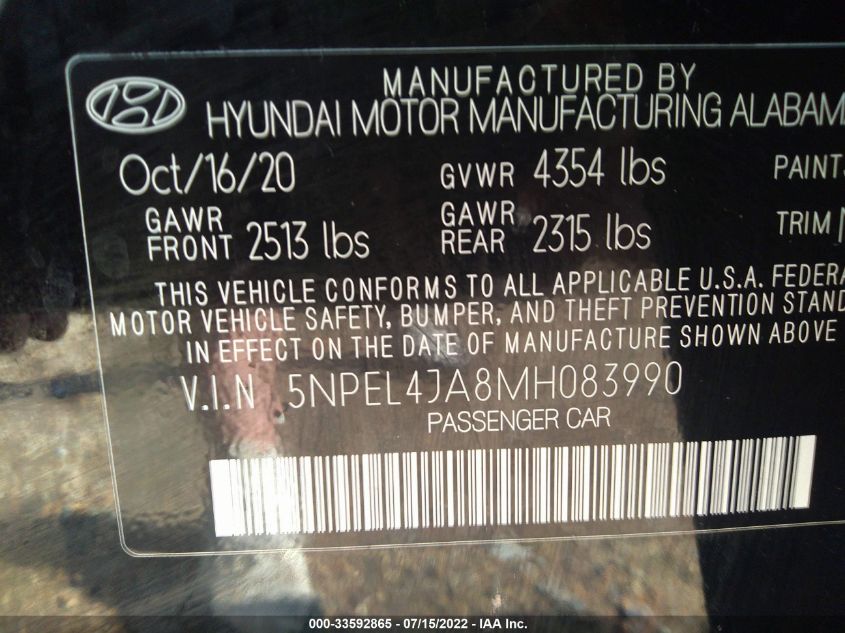 MANUFACTURED BY
HYUNDAI MOTOR MANUFACTURING ALABAM
Oct/16/20 GVWR 4354 lbs PAINT
GAWR FRONT 2513 lbs GAWR REAR 2315 lbs TRIM
THIS VEHICLE CONFORMS TO ALL APPLICABLE U.S.A. FEDERA
MOTOR VEHICLE SAFETY, BUMPER, AND THEFT PREVENTION STAND
IN EFFECT ON THE DATE OF MANUFACTURE SHOWN ABOVE
V.I.N 5NPEL4JA8MH083990
PASSENGER CAR
000-33592865 - 07/15/2022 - IAA Inc.